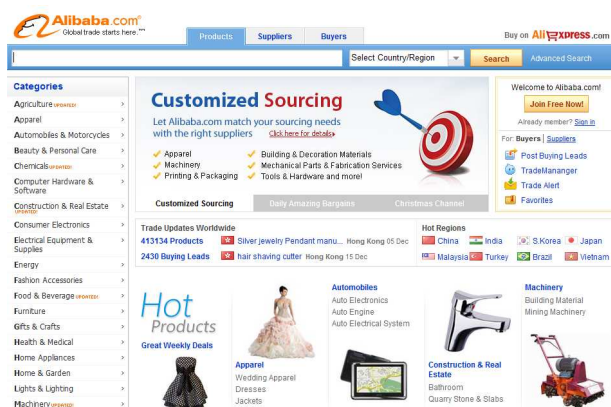 Alibaba.com®
Global trade starts here.™
Products
Suppliers
Buyers
Buy on AliExpress.com
Select Country/Region
Search
Advanced Search
Categories
Agriculture UPDATED!
Apparel
Automobiles & Motorcycles
Beauty & Personal Care
Chemicals UPDATED!
Computer Hardware &
Software
Construction & Real Estate
UPDATED!
Consumer Electronics
Electrical Equipment &
Supplies
Energy
Fashion Accessories
Food & Beverage UPDATED!
Furniture
Gifts & Crafts
Health & Medical
Home Appliances
Home & Garden
Lights & Lighting
Machinery UPDATED!
Customized Sourcing
Let Alibaba.com match your sourcing needs
with the right suppliers Click here for details
Apparel
Machinery
Printing & Packaging
Building & Decoration Materials
Mechanical Parts & Fabrication Services
Tools & Hardware and more!
Customized Sourcing
Daily Amazing Bargains
Christmas Channel
Welcome to Alibaba.com!
Join Free Now!
Already member? Sign in
For: Buyers | Suppliers
Post Buying Leads
TradeMananger
Trade Alert
Favorites
Trade Updates Worldwide
413134 Products Silver jewelry Pendant manu... Hong Kong 05 Dec
2430 Buying Leads hair shaving cutter Hong Kong 15 Dec
Hot Regions
China India S.Korea Japan
Malaysia Turkey Brazil Vietnam
Hot
Products
Great Weekly Deals
Apparel
Wedding Apparel
Dresses
Jackets
Automobiles
Auto Electronics
Auto Engine
Auto Electrical System
Construction & Real
Estate
Bathroom
Quarry Stone & Slabs
Machinery
Building Material
Mining Machinery